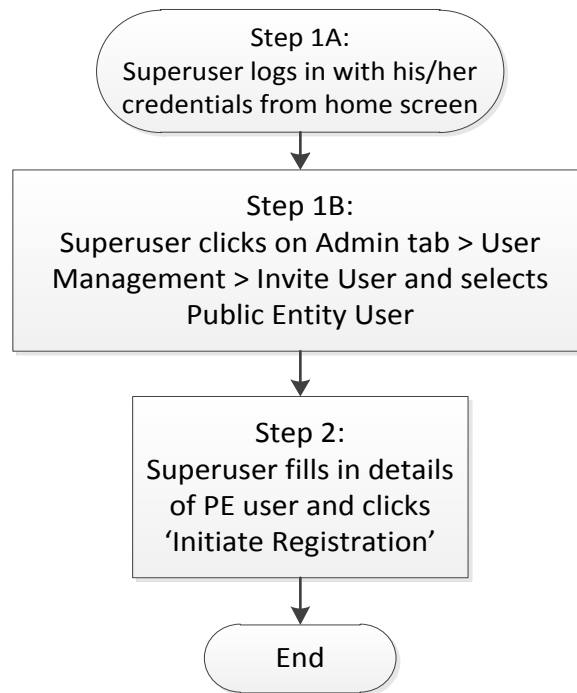 Step 1A:
Superuser logs in with his/her
credentials from home screen
Step 1B:
Superuser clicks on Admin tab > User
Management > Invite User and selects
Public Entity User
Step 2:
Superuser fills in details
of PE user and clicks
‘Initiate Registration’
End